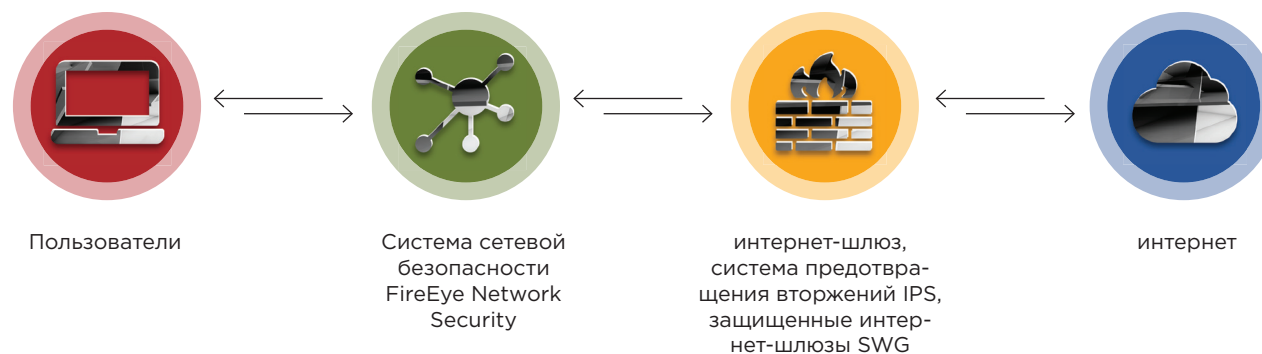 Пользователи
Система сетевой
безопасности
FireEye Network
Security
интернет-шлюз,
система предотвра-
щения вторжений IPS,
защищенные интер-
нет-шлюзы SWG
интернет